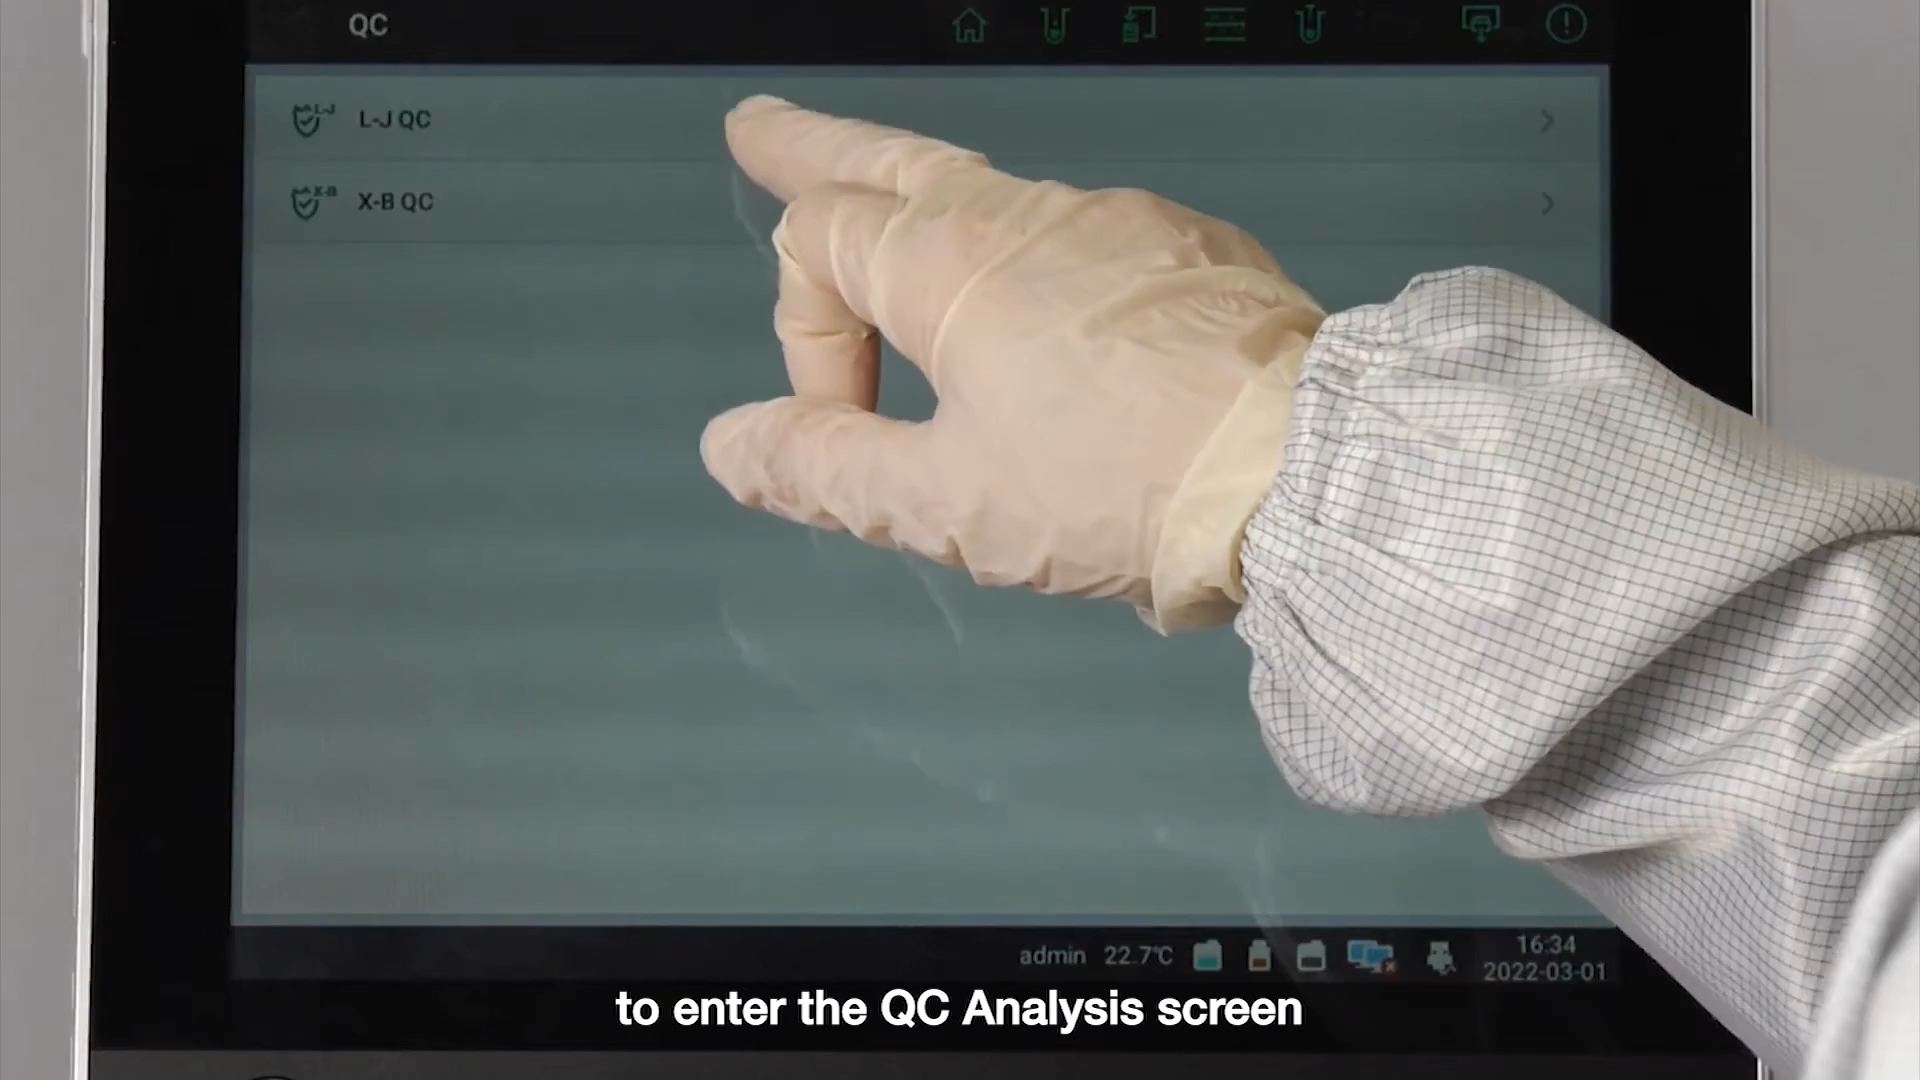 QC
L-J
L-J QC
X-B
X-B QC
admin 22.7℃
16:34
2022-03-01
to enter the QC Analysis screen